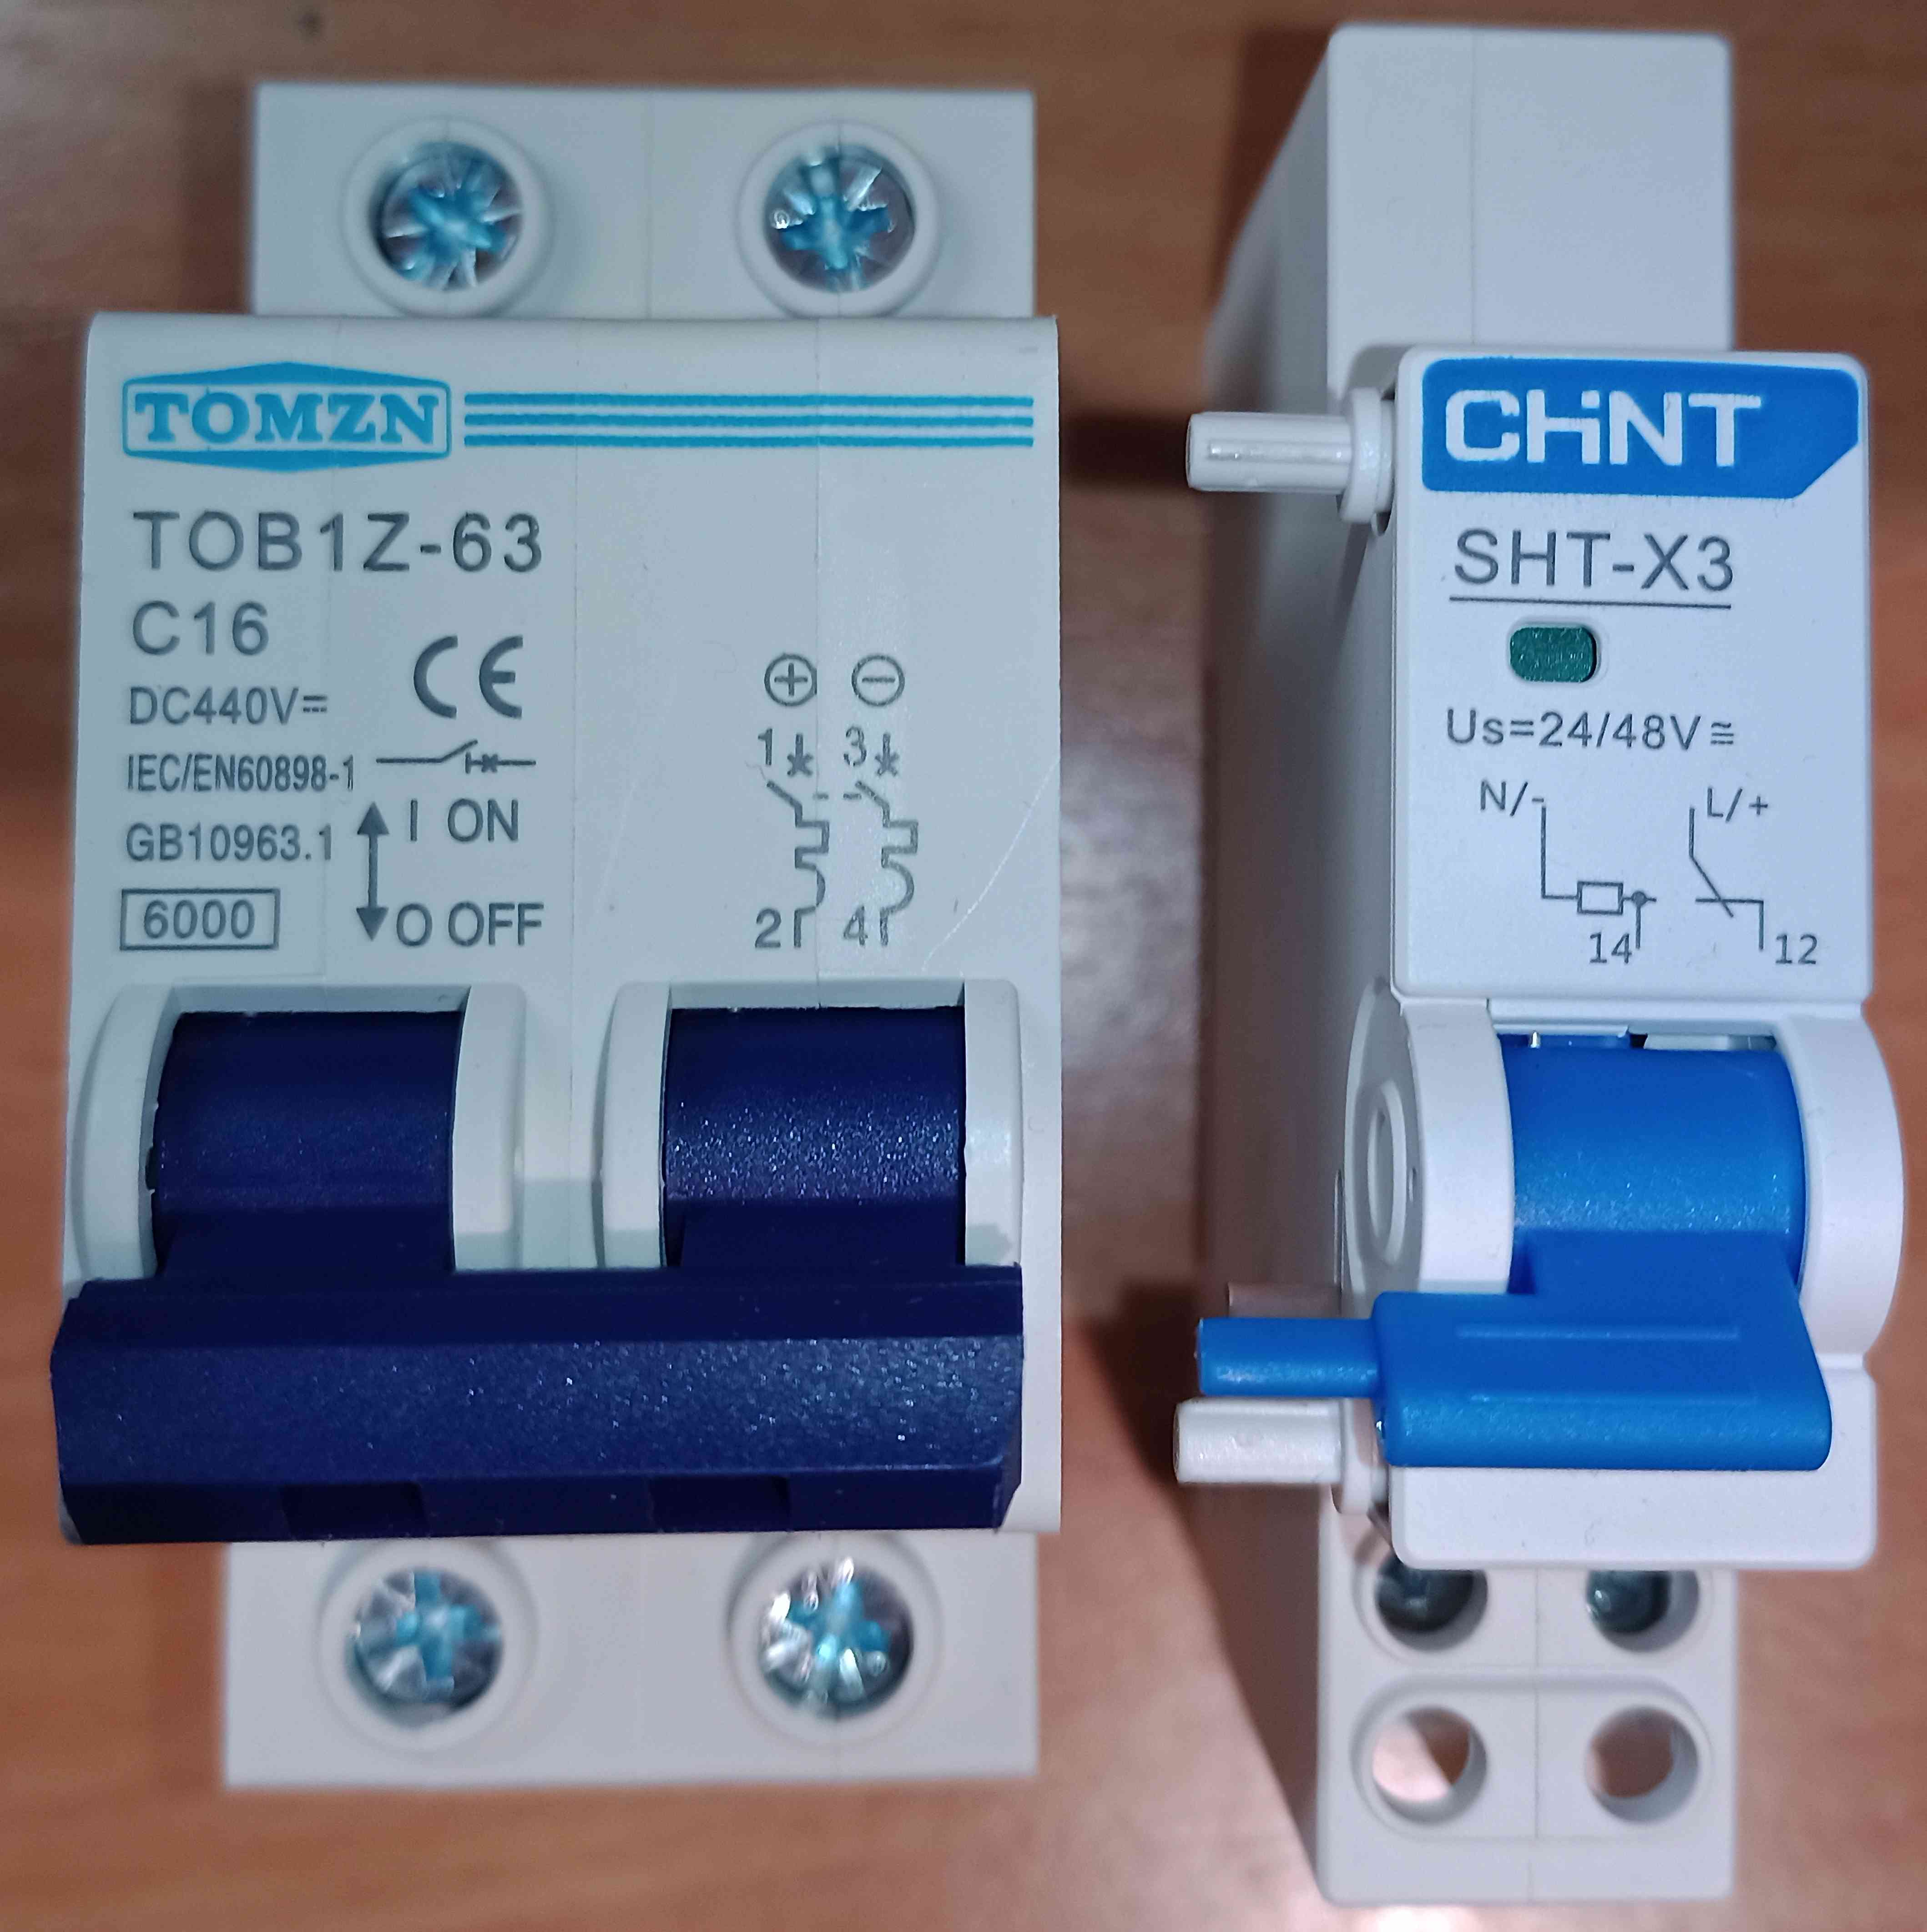 TOMZN
TOB1Z-63
C16
DC440V⎓
CE
IEC/EN60898-1
GB10963.1
6000
I ON
O OFF
+ −
1 3
2 4
CHINT
SHT-X3
Us=24/48V≅
N/- L/+
14 12